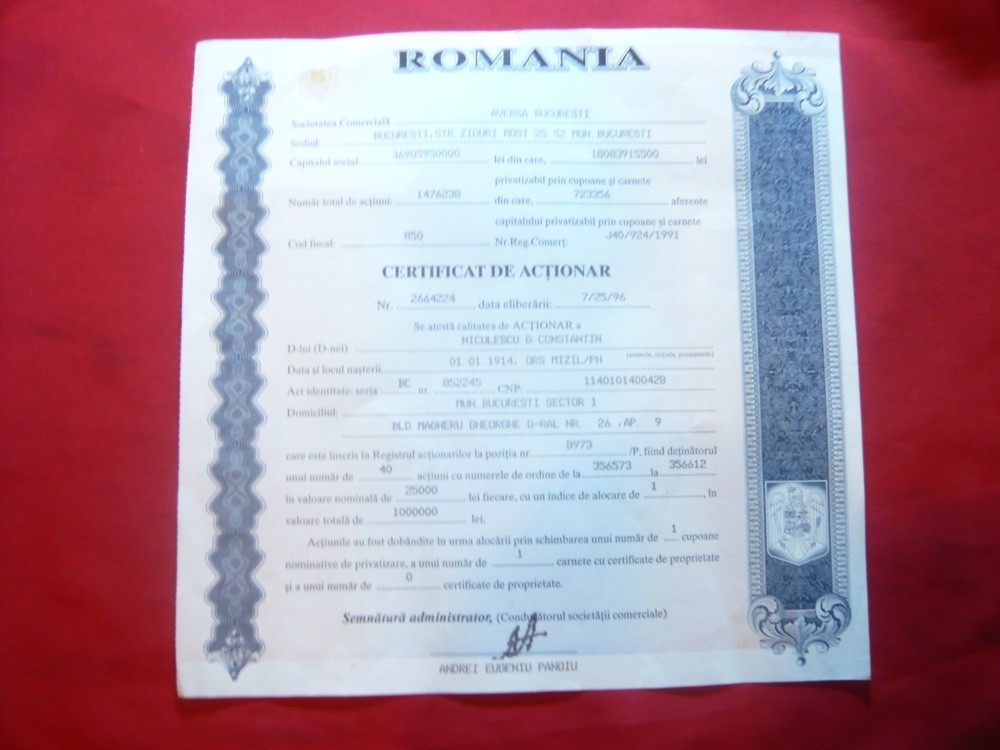 ROMANIA
Societatea Comercială AVERSA BUCURESTI
Sediul: BUCURESTI,STR ZIDURI MOSI 25 S2 MUN BUCURESTI
Capitalul social: 36905950000 lei din care, 18083915500 lei
privatizabil prin cupoane și carnete
Număr total de acțiuni: 1476238 din care, 723356 aferente
capitalului privatizabil prin cupoane și carnete
Cod fiscal: 850 Nr.Reg.Comerț: J40/924/1991
CERTIFICAT DE ACȚIONAR
Nr. 2664224 data eliberării: 7/25/96
Se atestă calitatea de ACȚIONAR a
D-lui (D-nei) NICULESCU G CONSTANTIN
(numele, inițiala, prenumele)
Data și locul nașterii 01.01.1914, ORS MIZIL/PH
Act identitate: seria BC nr. 852245 CNP: 1140101400428
Domiciliul: MUN BUCURESTI SECTOR 1
BLD. MAGHERU GHEORGHE G-RAL NR. 26 ,AP. 9
care este înscris în Registrul acționarilor la poziția nr. 8973 /P, fiind deținătorul
unui număr de 40 acțiuni cu numerele de ordine de la 356573 la 356612
în valoare nominală de 25000 lei fiecare, cu un indice de alocare de 1, în
valoare totală de 1000000 lei.
Acțiunile au fost dobândite în urma alocării prin schimbarea unui număr de 1 cupoane
nominative de privatizare, a unui număr de 1 carnete cu certificate de proprietate
și a unui număr de 0 certificate de proprietate.
Semnătură administrator, (Conducătorul societății comerciale)
ANDREI EUGENIU PANOIU